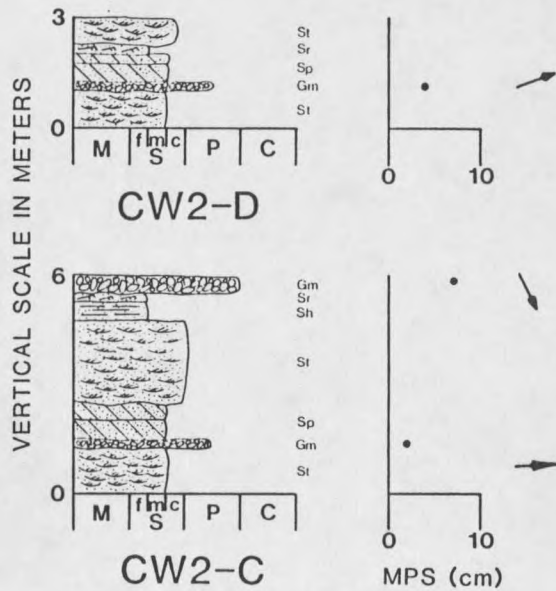 VERTICAL SCALE IN METERS
3
St
Sr
Sp
Gm
St
0
M f m c P C
S
0 10
CW2-D
6
Gm
Sr
Sh
St
Sp
Gm
St
0
M f m c P C
S
0 10
CW2-C
MPS (cm)